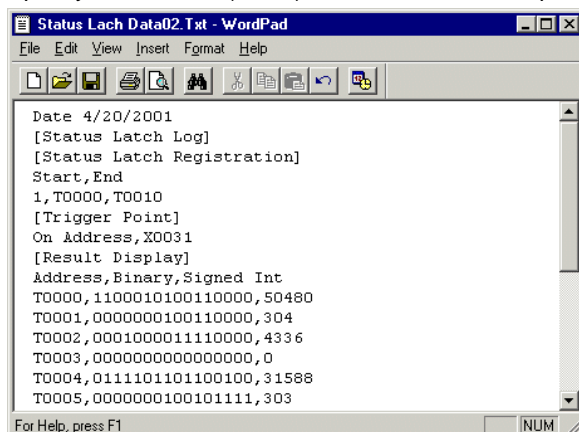 Status Lach Data02.Txt - WordPad
File Edit View Insert Format Help
Date 4/20/2001
[Status Latch Log]
[Status Latch Registration]
Start,End
1,T0000,T0010
[Trigger Point]
On Address,X0031
[Result Display]
Address,Binary,Signed Int
T0000,1100010100110000,50480
T0001,0000000100110000,304
T0002,0001000011110000,4336
T0003,0000000000000000,0
T0004,0111101101100100,31588
T0005,0000000100101111,303
For Help, press F1
NUM